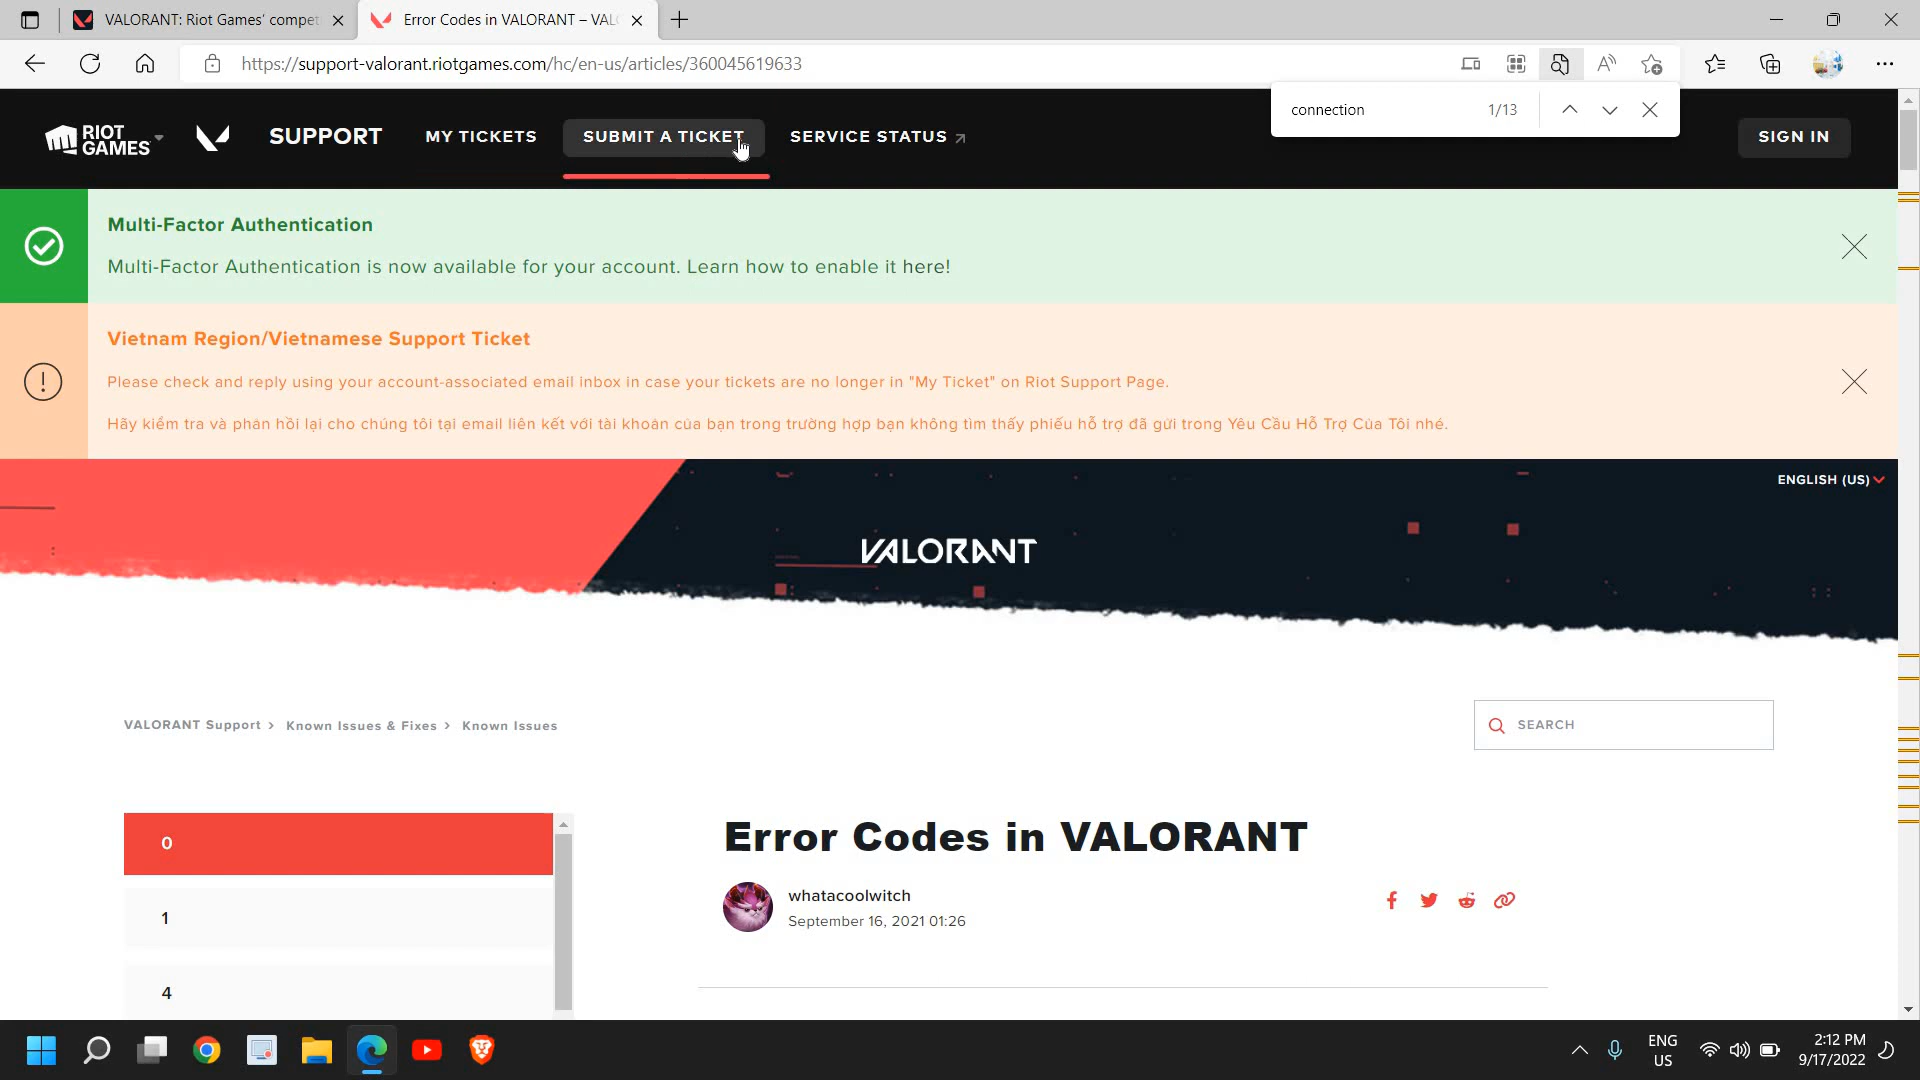 VALORANT: Riot Games' compet
Error Codes in VALORANT – VAL
https://support-valorant.riotgames.com/hc/en-us/articles/360045619633
connection 1/13
RIOT GAMES
SUPPORT MY TICKETS SUBMIT A TICKET SERVICE STATUS SIGN IN
Multi-Factor Authentication
Multi-Factor Authentication is now available for your account. Learn how to enable it here!
Vietnam Region/Vietnamese Support Ticket
Please check and reply using your account-associated email inbox in case your tickets are no longer in "My Ticket" on Riot Support Page.
Hãy kiểm tra và phản hồi lại cho chúng tôi tại email liên kết với tài khoản của bạn trong trường hợp bạn không tìm thấy phiếu hỗ trợ đã gửi trong Yêu Cầu Hỗ Trợ Của Tôi nhé.
ENGLISH (US)
VALORANT
VALORANT Support > Known Issues & Fixes > Known Issues
SEARCH
0
1
4
Error Codes in VALORANT
whatacoolwitch
September 16, 2021 01:26
ENG
US
2:12 PM
9/17/2022